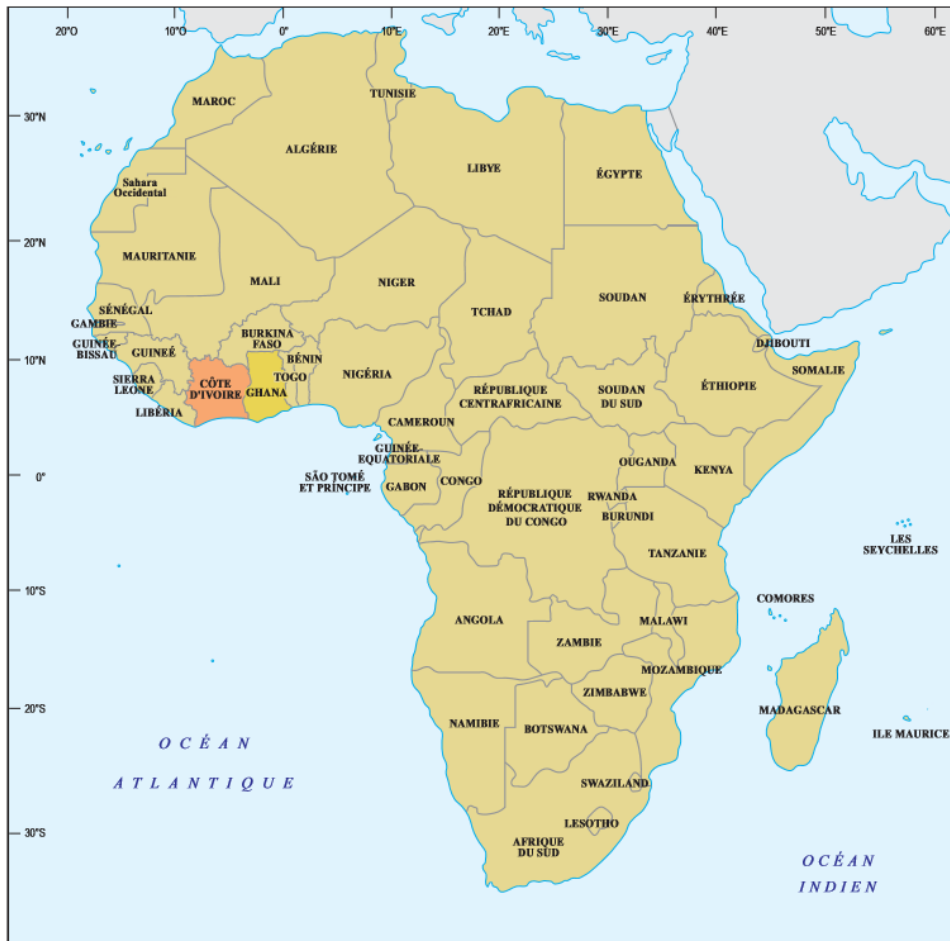 20°O
10°O
0°
10°E
20°E
30°E
40°E
50°E
60°E
30°N
20°N
10°N
0°
10°S
20°S
30°S
MAROC
TUNISIE
ALGÉRIE
LIBYE
ÉGYPTE
Sahara
Occidental
MAURITANIE
MALI
NIGER
TCHAD
SOUDAN
ÉRYTHRÉE
SÉNÉGAL
GAMBIE
GUINÉE-
BISSAU
GUINEÉ
SIERRA
LEONE
LIBÉRIA
CÔTE
D'IVOIRE
BURKINA
FASO
GHANA
TOGO
BÉNIN
NIGÉRIA
CAMEROUN
RÉPUBLIQUE
CENTRAFRICAINE
SOUDAN
DU SUD
ÉTHIOPIE
DJIBOUTI
SOMALIE
GUINÉE-
EQUATORIALE
SÃO TOMÉ
ET PRÍNCIPE
GABON
CONGO
RÉPUBLIQUE
DÉMOCRATIQUE
DU CONGO
OUGANDA
KENYA
RWANDA
BURUNDI
TANZANIE
LES
SEYCHELLES
COMORES
ANGOLA
ZAMBIE
MALAWI
MOZAMBIQUE
ZIMBABWE
MADAGASCAR
ILE MAURICE
NAMIBIE
BOTSWANA
SWAZILAND
LESOTHO
AFRIQUE
DU SUD
OCÉAN
ATLANTIQUE
OCÉAN
INDIEN